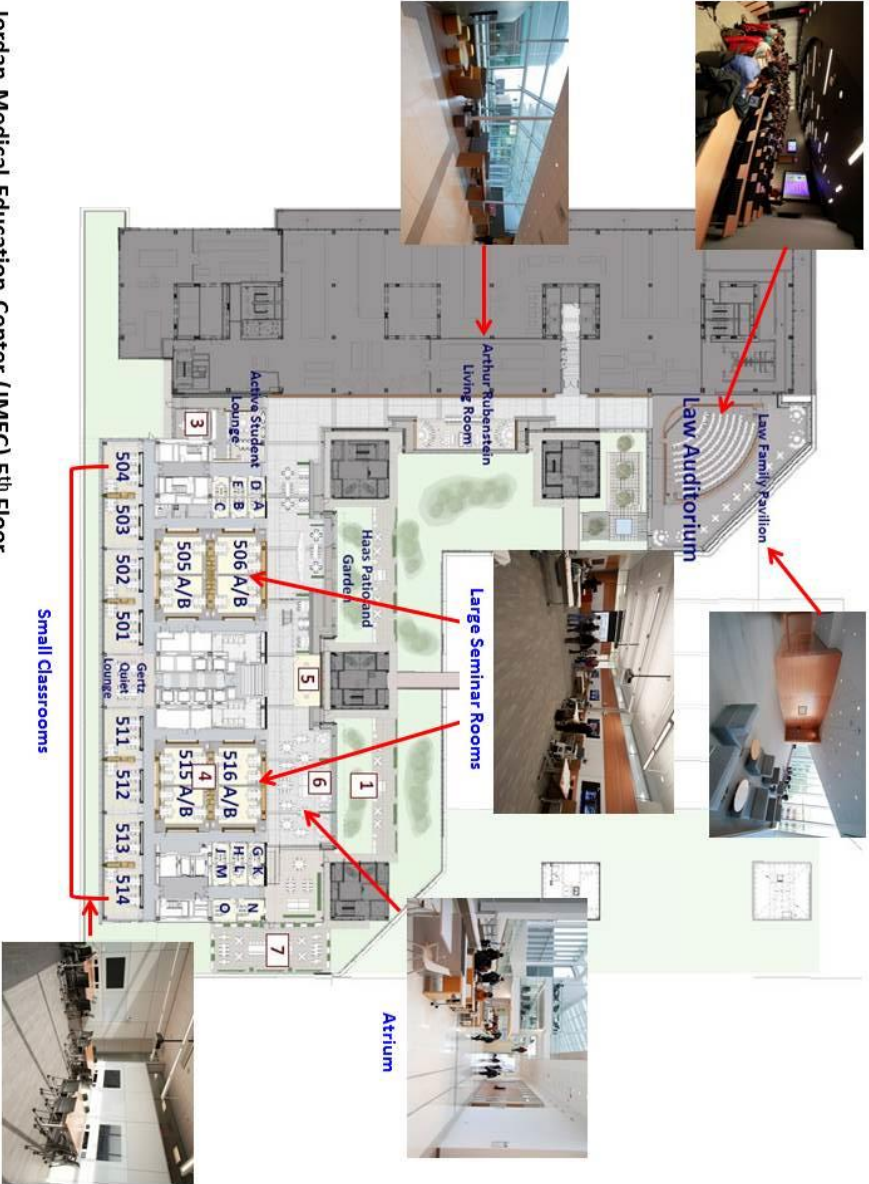 Jordan Medical Education Center (JMEC) 5th Floor
Law Family Pavilion
Law Auditorium
Arthur Rubenstein
Living Room
Haas Patio and
Garden
Large Seminar Rooms
Atrium
Active Student
Lounge
3
D A
E B
C
5
1
6
506 A/B
505 A/B
516 A/B
4
515 A/B
G K
H L
J M
N
O
7
504
503
502
501
Gertz
Quiet
Lounge
511
512
513
514
Small Classrooms